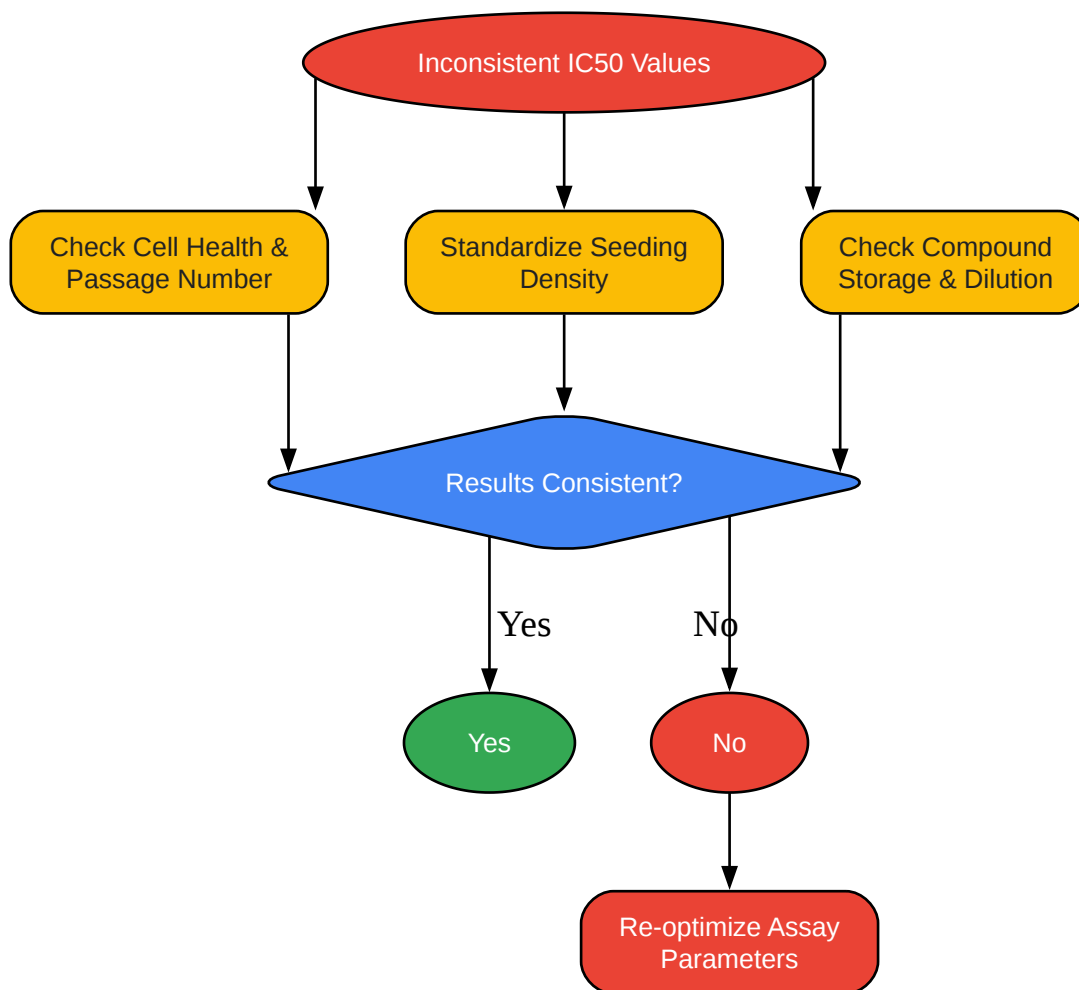 Inconsistent IC50 Values
Check Cell Health &
Passage Number
Standardize Seeding
Density
Check Compound
Storage & Dilution
Results Consistent?
Yes
No
Yes
No
Re-optimize Assay
Parameters